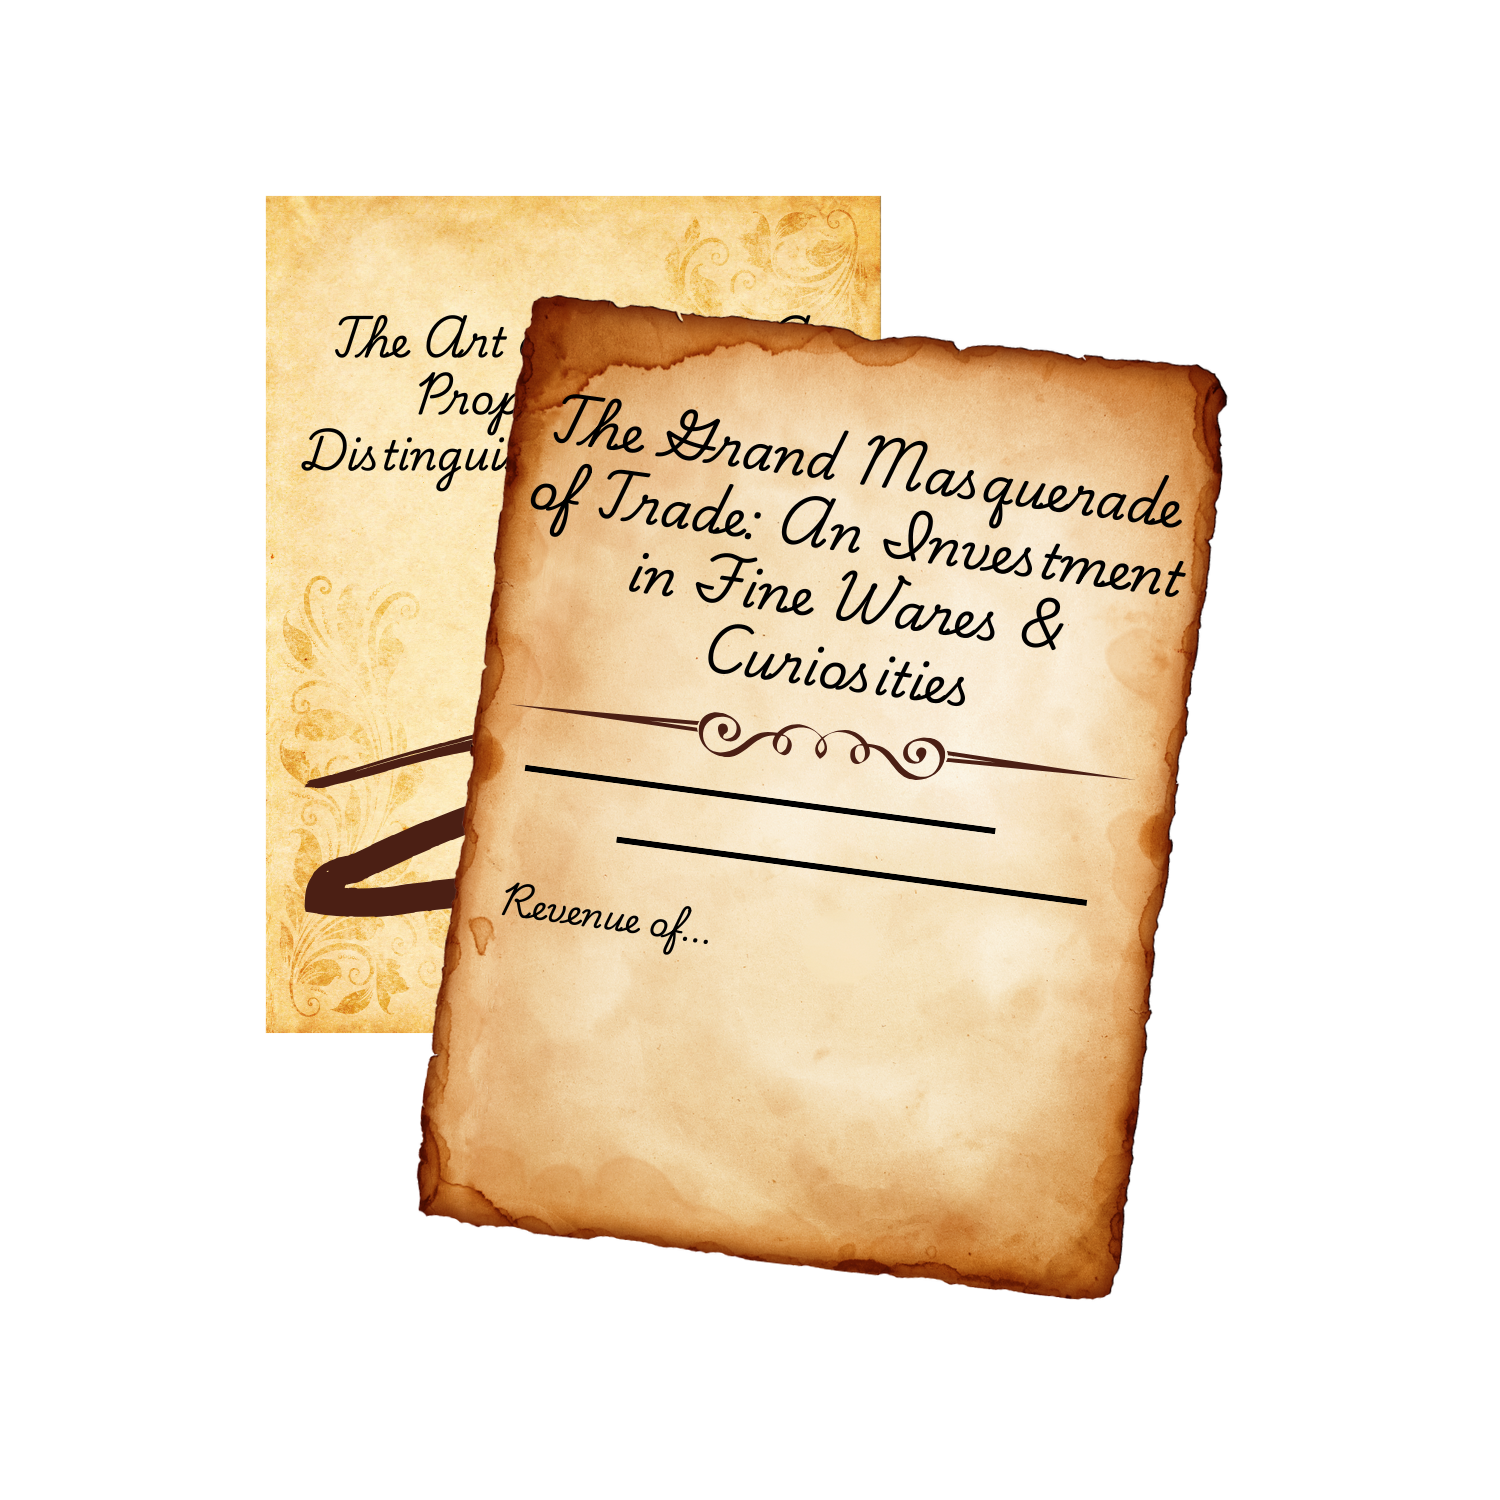 The Art
Prop
Distingui
The Grand Masquerade
of Trade: An Investment
in Fine Wares &
Curiosities
Revenue of...